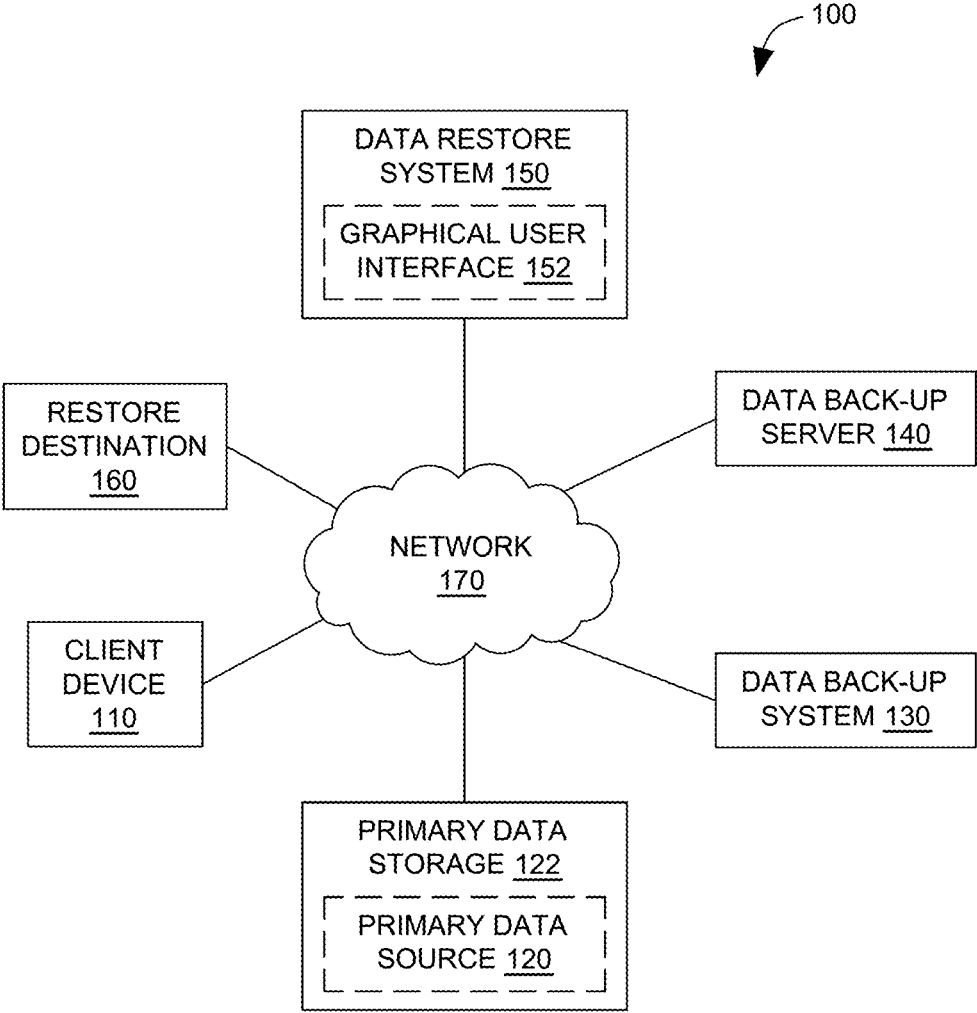 100
DATA RESTORE
SYSTEM 150
GRAPHICAL USER
INTERFACE 152
RESTORE
DESTINATION
160
DATA BACK-UP
SERVER 140
NETWORK
170
CLIENT
DEVICE
110
DATA BACK-UP
SYSTEM 130
PRIMARY DATA
STORAGE 122
PRIMARY DATA
SOURCE 120